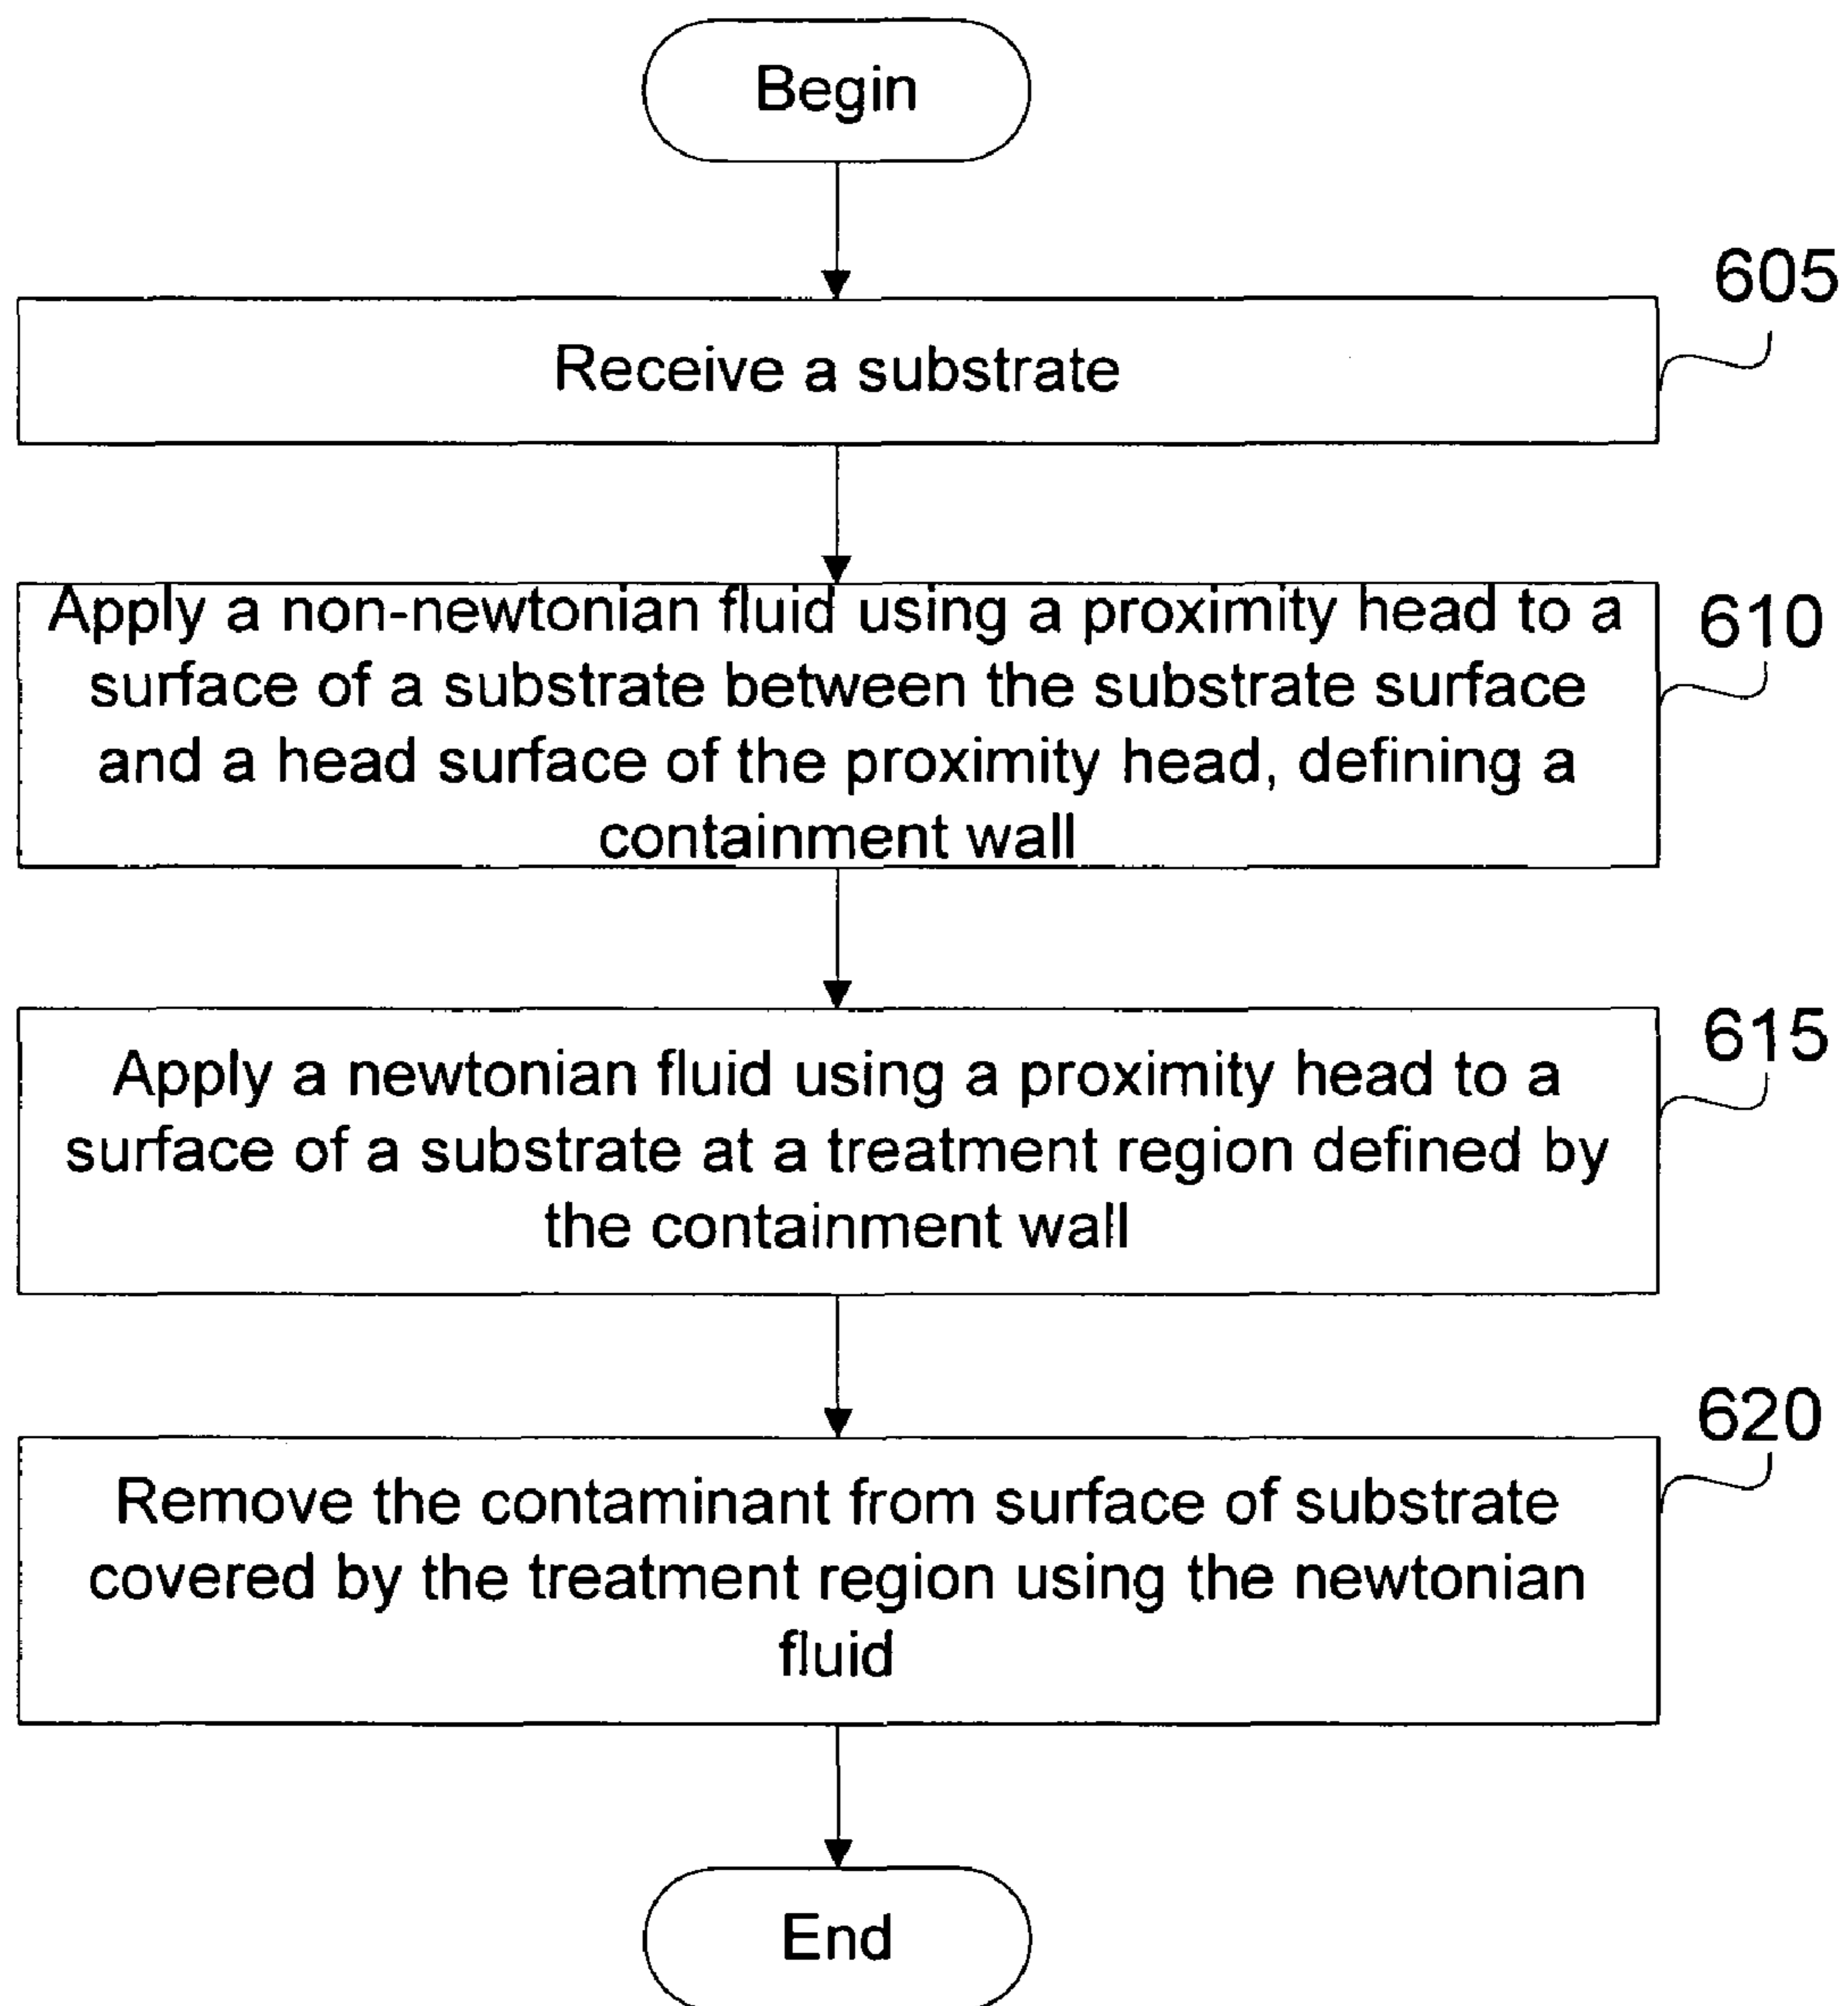 Begin
605
Receive a substrate
610
Apply a non-newtonian fluid using a proximity head to a
surface of a substrate between the substrate surface
and a head surface of the proximity head, defining a
containment wall
615
Apply a newtonian fluid using a proximity head to a
surface of a substrate at a treatment region defined by
the containment wall
620
Remove the contaminant from surface of substrate
covered by the treatment region using the newtonian
fluid
End